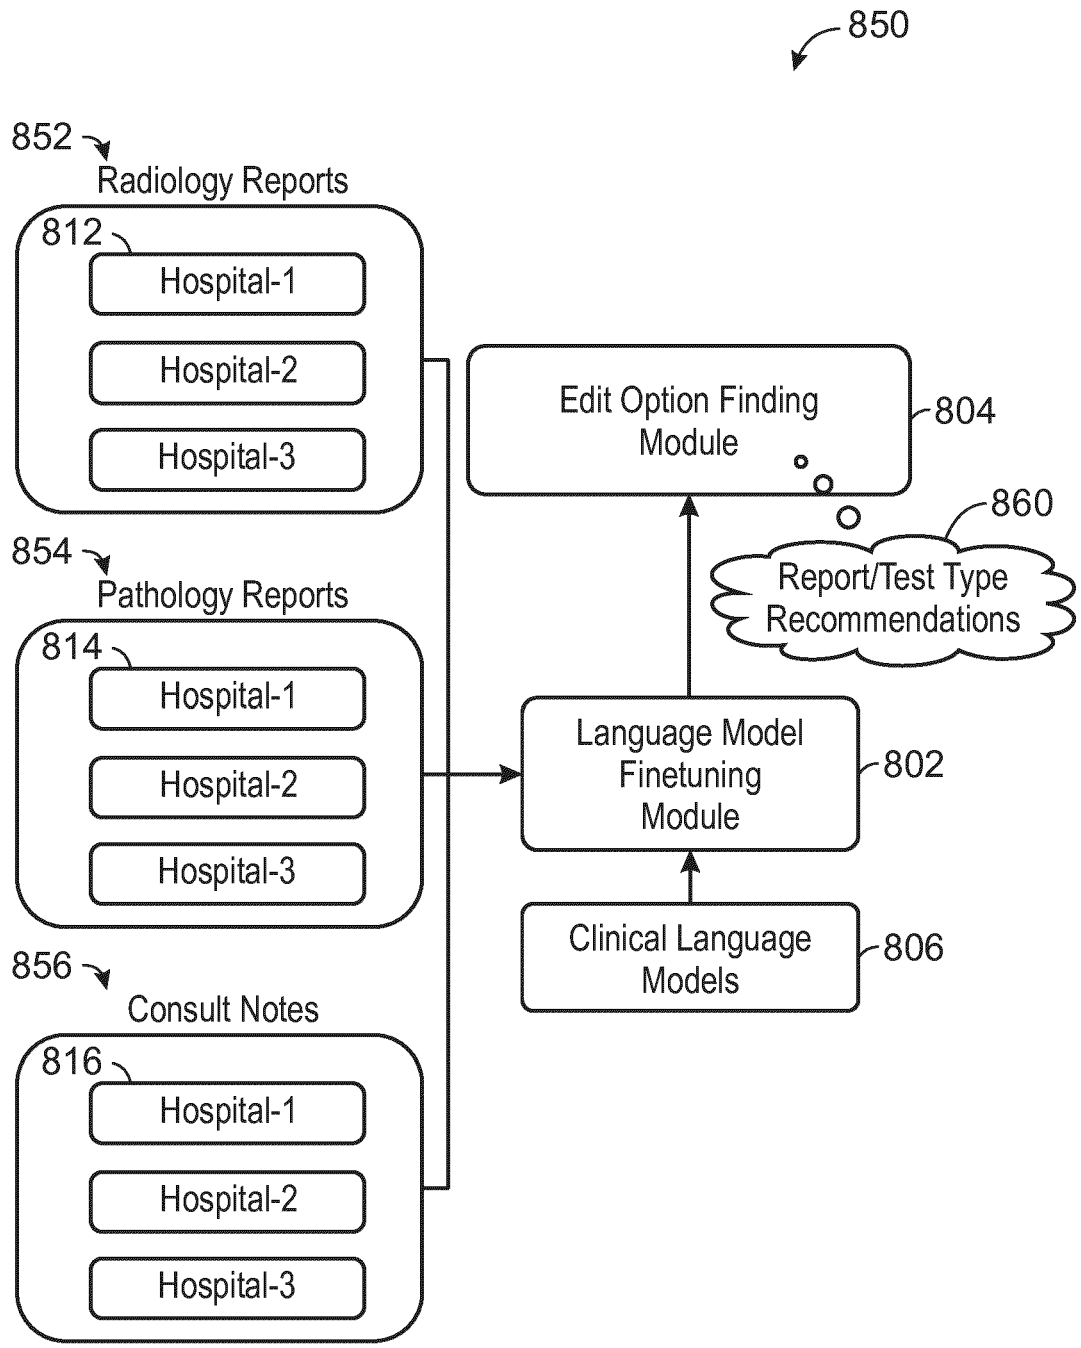 850
852
Radiology Reports
812
Hospital-1
Hospital-2
Hospital-3
Edit Option Finding
Module
804
860
Report/Test Type
Recommendations
854
Pathology Reports
814
Hospital-1
Hospital-2
Hospital-3
Language Model
Finetuning
Module
802
Clinical Language
Models
806
856
Consult Notes
816
Hospital-1
Hospital-2
Hospital-3